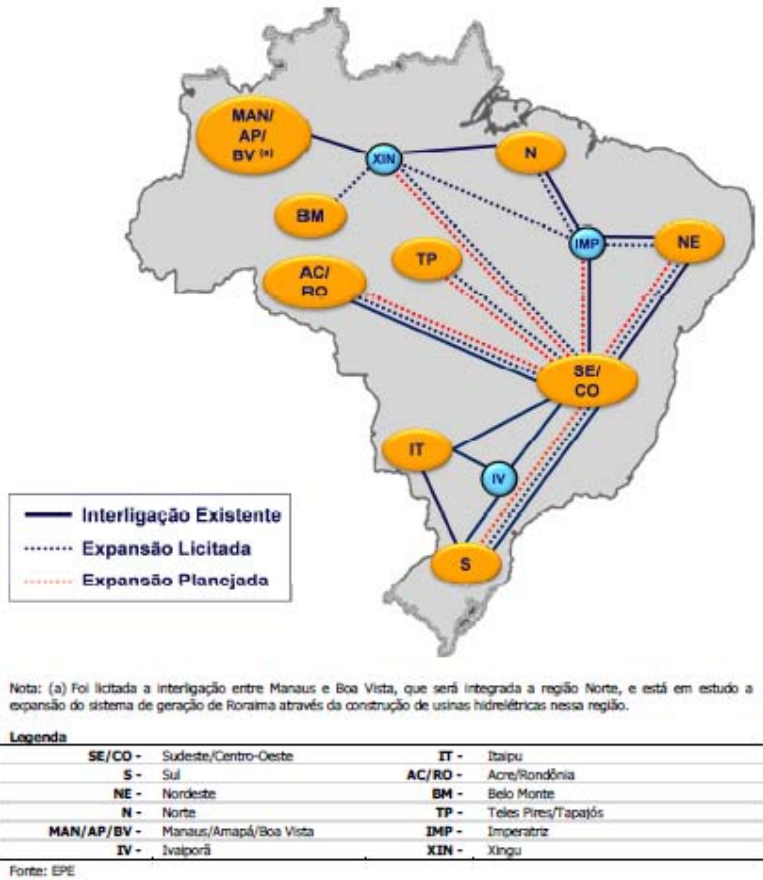 MAN/
AP/
BV (a)
XIN
N
BM
IMP
NE
TP
AC/
RO
SE/
CO
IT
IV
S
Interligação Existente
Expansão Licitada
Expansão Planejada
Nota: (a) Foi licitada a interligação entre Manaus e Boa Vista, que será integrada a região Norte, e está em estudo a
expansão do sistema de geração de Roraima através da construção de usinas hidrelétricas nessa região.
Legenda
SE/CO - Sudeste/Centro-Oeste IT - Itaipu
S - Sul AC/RO - Acre/Rondônia
NE - Nordeste BM - Belo Monte
N - Norte TP - Teles Pires/Tapajós
MAN/AP/BV - Manaus/Amapá/Boa Vista IMP - Imperatriz
IV - Ivaiporã XIN - Xingu
Fonte: EPE